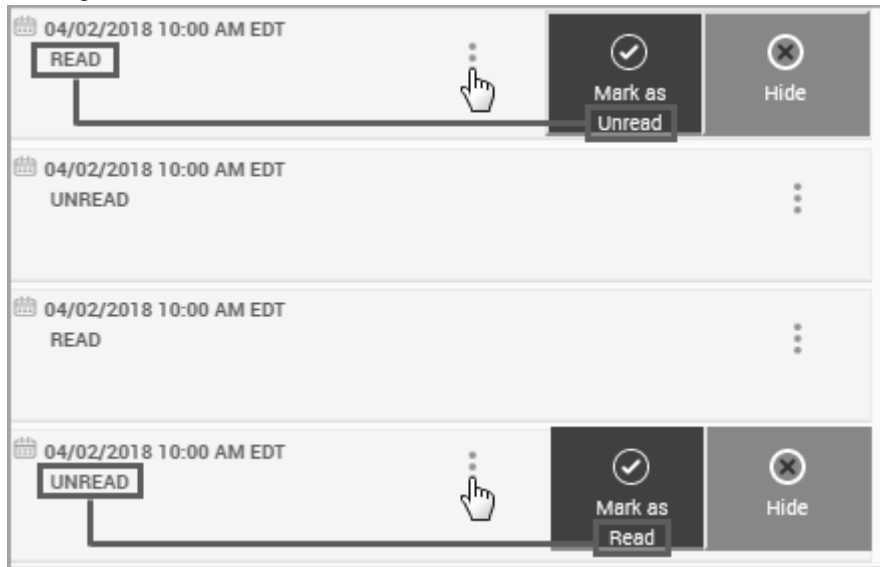 04/02/2018 10:00 AM EDT
READ
Mark as
Unread
Hide
04/02/2018 10:00 AM EDT
UNREAD
04/02/2018 10:00 AM EDT
READ
04/02/2018 10:00 AM EDT
UNREAD
Mark as
Read
Hide